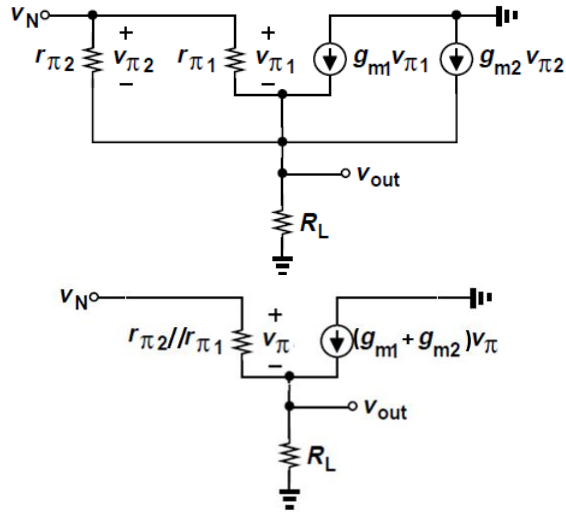 vN
+
+
rπ2
vπ2
rπ1
vπ1
gm1vπ1
gm2vπ2
−
−
vout
RL
vN
+
rπ2//rπ1
vπ
(gm1+gm2)vπ
−
vout
RL